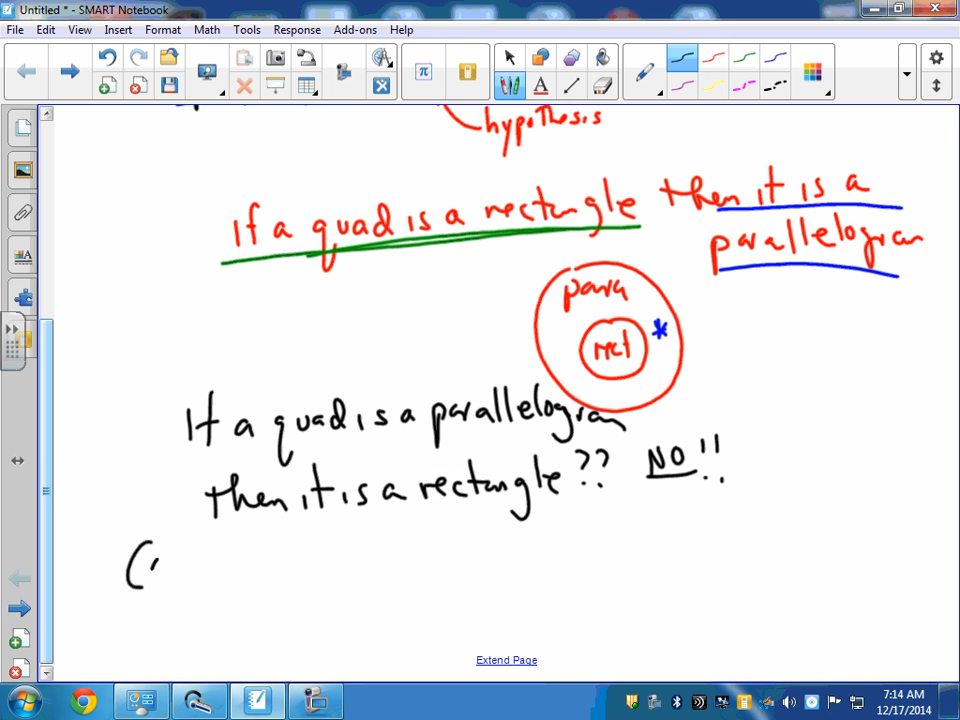 Untitled * - SMART Notebook
File Edit View Insert Format Math Tools Response Add-ons Help
hypothesis
if a quad is a rectangle then it is a
parallelogram
para
rect *
If a quad is a parallelogram
then it is a rectangle?? NO!!
Extend Page
7:14 AM
12/17/2014